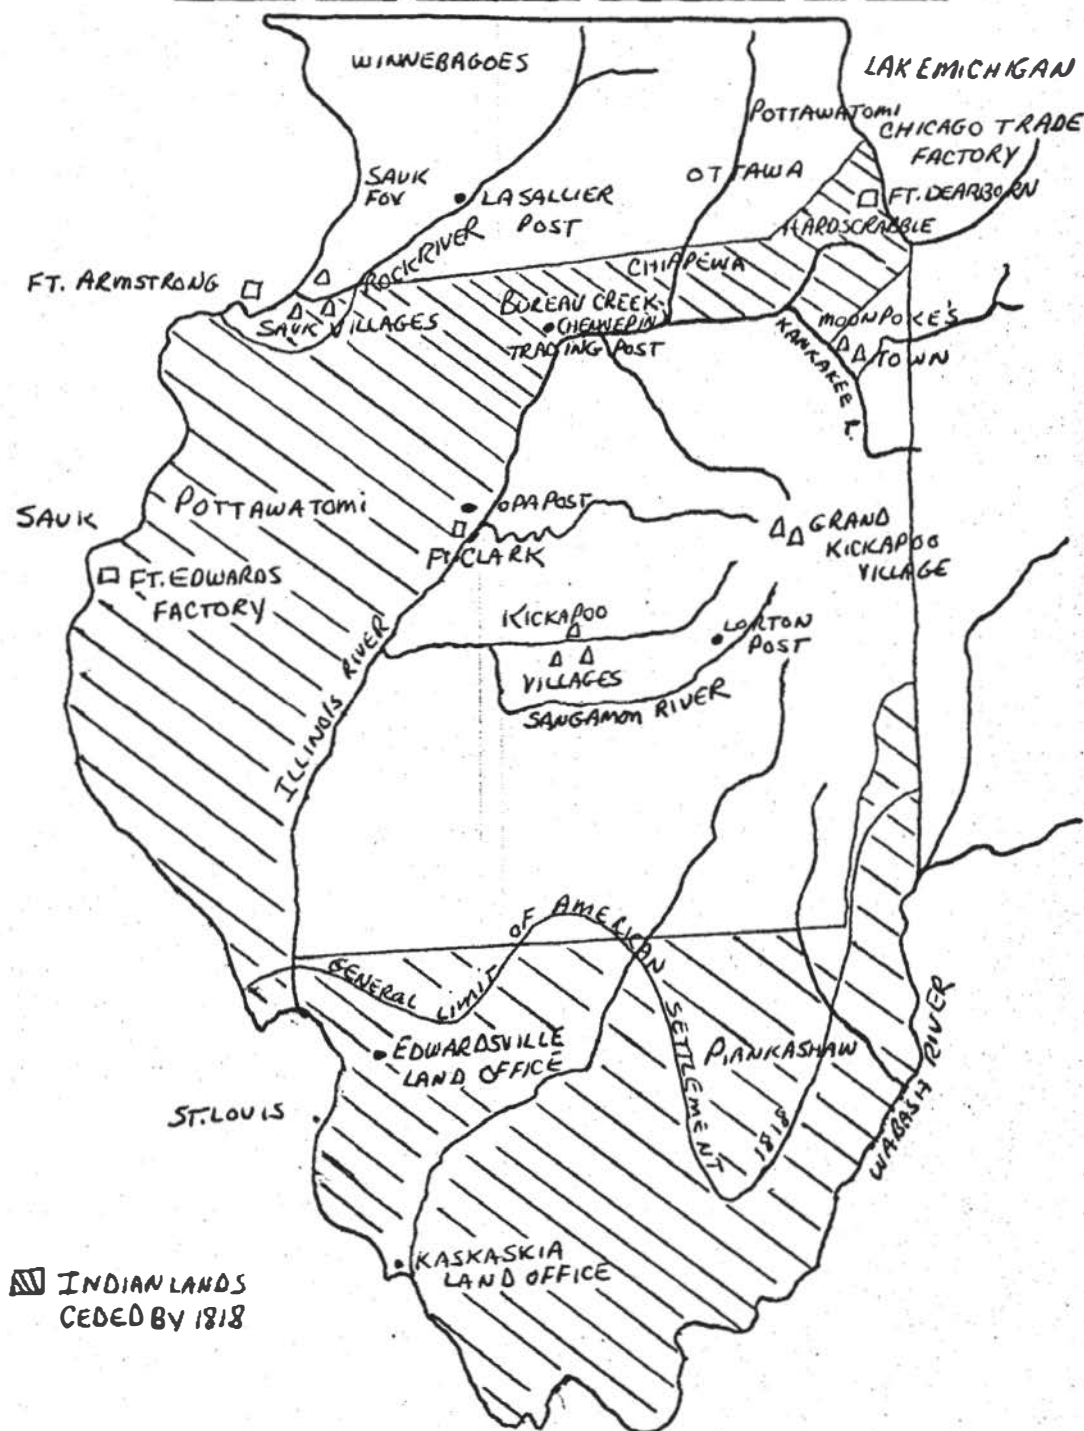 WINNEBAGOES
LAKE MICHIGAN
POTTAWATOMI
CHICAGO TRADE
FACTORY
SAUK
FOX
OTTAWA
LASALLIER
POST
FT. DEARBORN
HARDSCRABBLE
ROCK RIVER
CHIAPEWA
FT. ARMSTRONG
SAUK VILLAGES
BUREAU CREEK
CHENNEPIN
TRADING POST
MOONPOKE'S
TOWN
KANKAKEE R.
POTTAWATOMI
OPA POST
SAUK
FT. CLARK
GRAND
KICKAPOO
VILLAGE
FT. EDWARDS
FACTORY
KICKAPOO
VILLAGES
LORTON
POST
SANGAMON RIVER
ILLINOIS RIVER
GENERAL LIMIT OF AMERICAN SETTLEMENT 1818
EDWARDSVILLE
LAND OFFICE
PIANKASHAW
WABASH RIVER
ST. LOUIS
KASKASKIA
LAND OFFICE
INDIAN LANDS
CEDED BY 1818